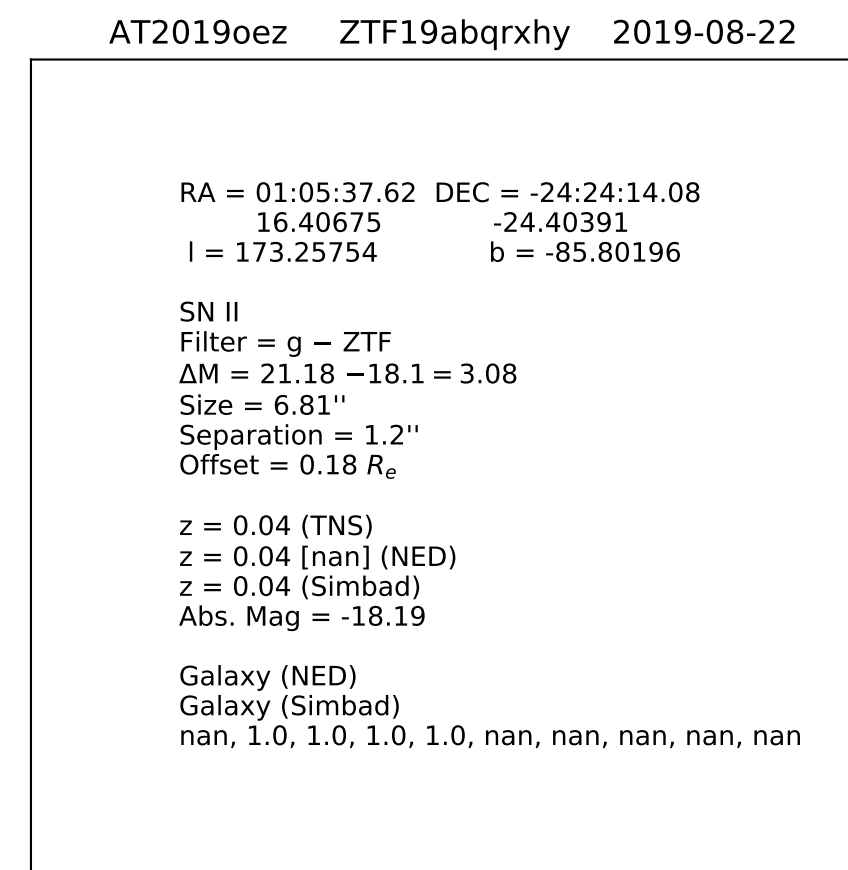 AT2019oez ZTF19abqrxhy 2019-08-22
RA = 01:05:37.62 DEC = -24:24:14.08
16.40675 -24.40391
l = 173.25754 b = -85.80196
SN II
Filter = g − ZTF
ΔM = 21.18 −18.1 = 3.08
Size = 6.81''
Separation = 1.2''
Offset = 0.18 Re
z = 0.04 (TNS)
z = 0.04 [nan] (NED)
z = 0.04 (Simbad)
Abs. Mag = -18.19
Galaxy (NED)
Galaxy (Simbad)
nan, 1.0, 1.0, 1.0, 1.0, nan, nan, nan, nan, nan